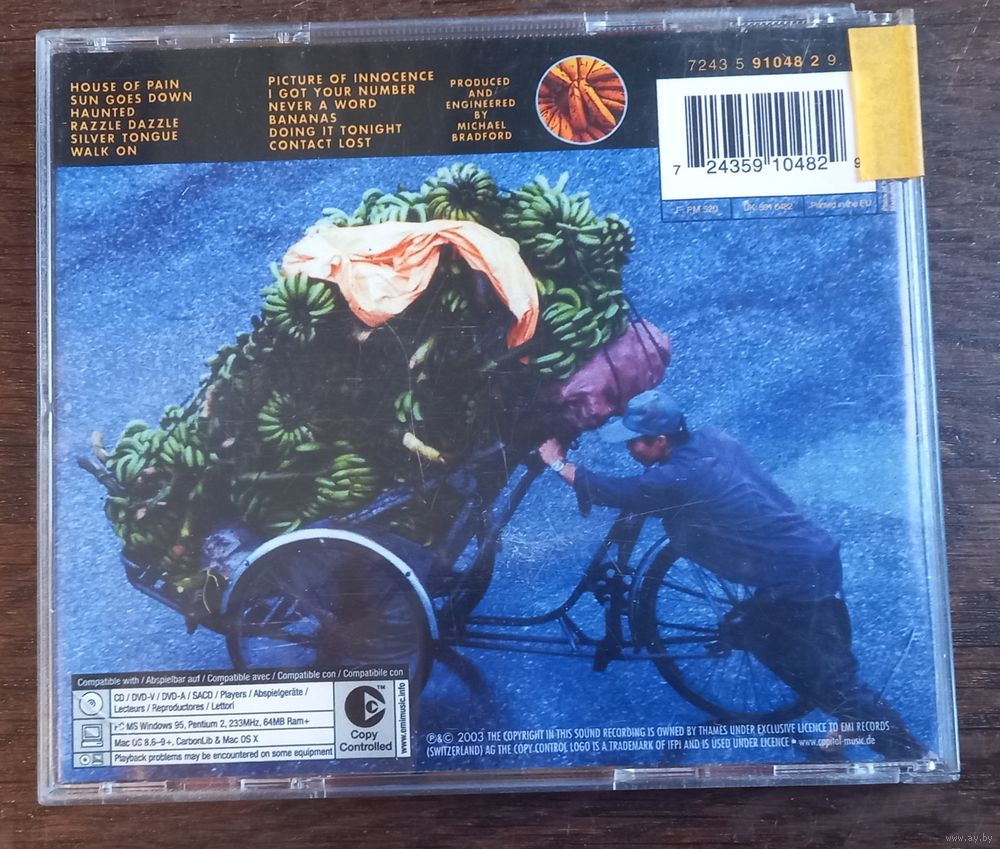 HOUSE OF PAIN
SUN GOES DOWN
HAUNTED
RAZZLE DAZZLE
SILVER TONGUE
WALK ON
PICTURE OF INNOCENCE
I GOT YOUR NUMBER
NEVER A WORD
BANANAS
DOING IT TONIGHT
CONTACT LOST
PRODUCED
AND
ENGINEERED
BY
MICHAEL
BRADFORD
7243 5 91048 2 9
7 24359 10482 9
F: PM 520
UK: 591 0482
Printed in the EU
Compatible with / Abspielbar auf / Compatible avec / Compatible con / Compatibile con
CD / DVD-V / DVD-A / SACD / Players / Abspielgeräte /
Lecteurs / Reproductores / Lettori
PC MS Windows 95, Pentium 2, 233MHz, 64MB Ram+
Mac OS 8.6-9+, CarbonLib & Mac OS X
Playback problems may be encountered on some equipment
TM
Copy
Controlled
www.emimusic.info
℗&© 2003 THE COPYRIGHT IN THIS SOUND RECORDING IS OWNED BY THAMES UNDER EXCLUSIVE LICENCE TO EMI RECORDS
(SWITZERLAND) AG THE COPY CONTROL LOGO IS A TRADEMARK OF IFPI AND IS USED UNDER LICENCE • www.capitol-music.de
www.ay.by